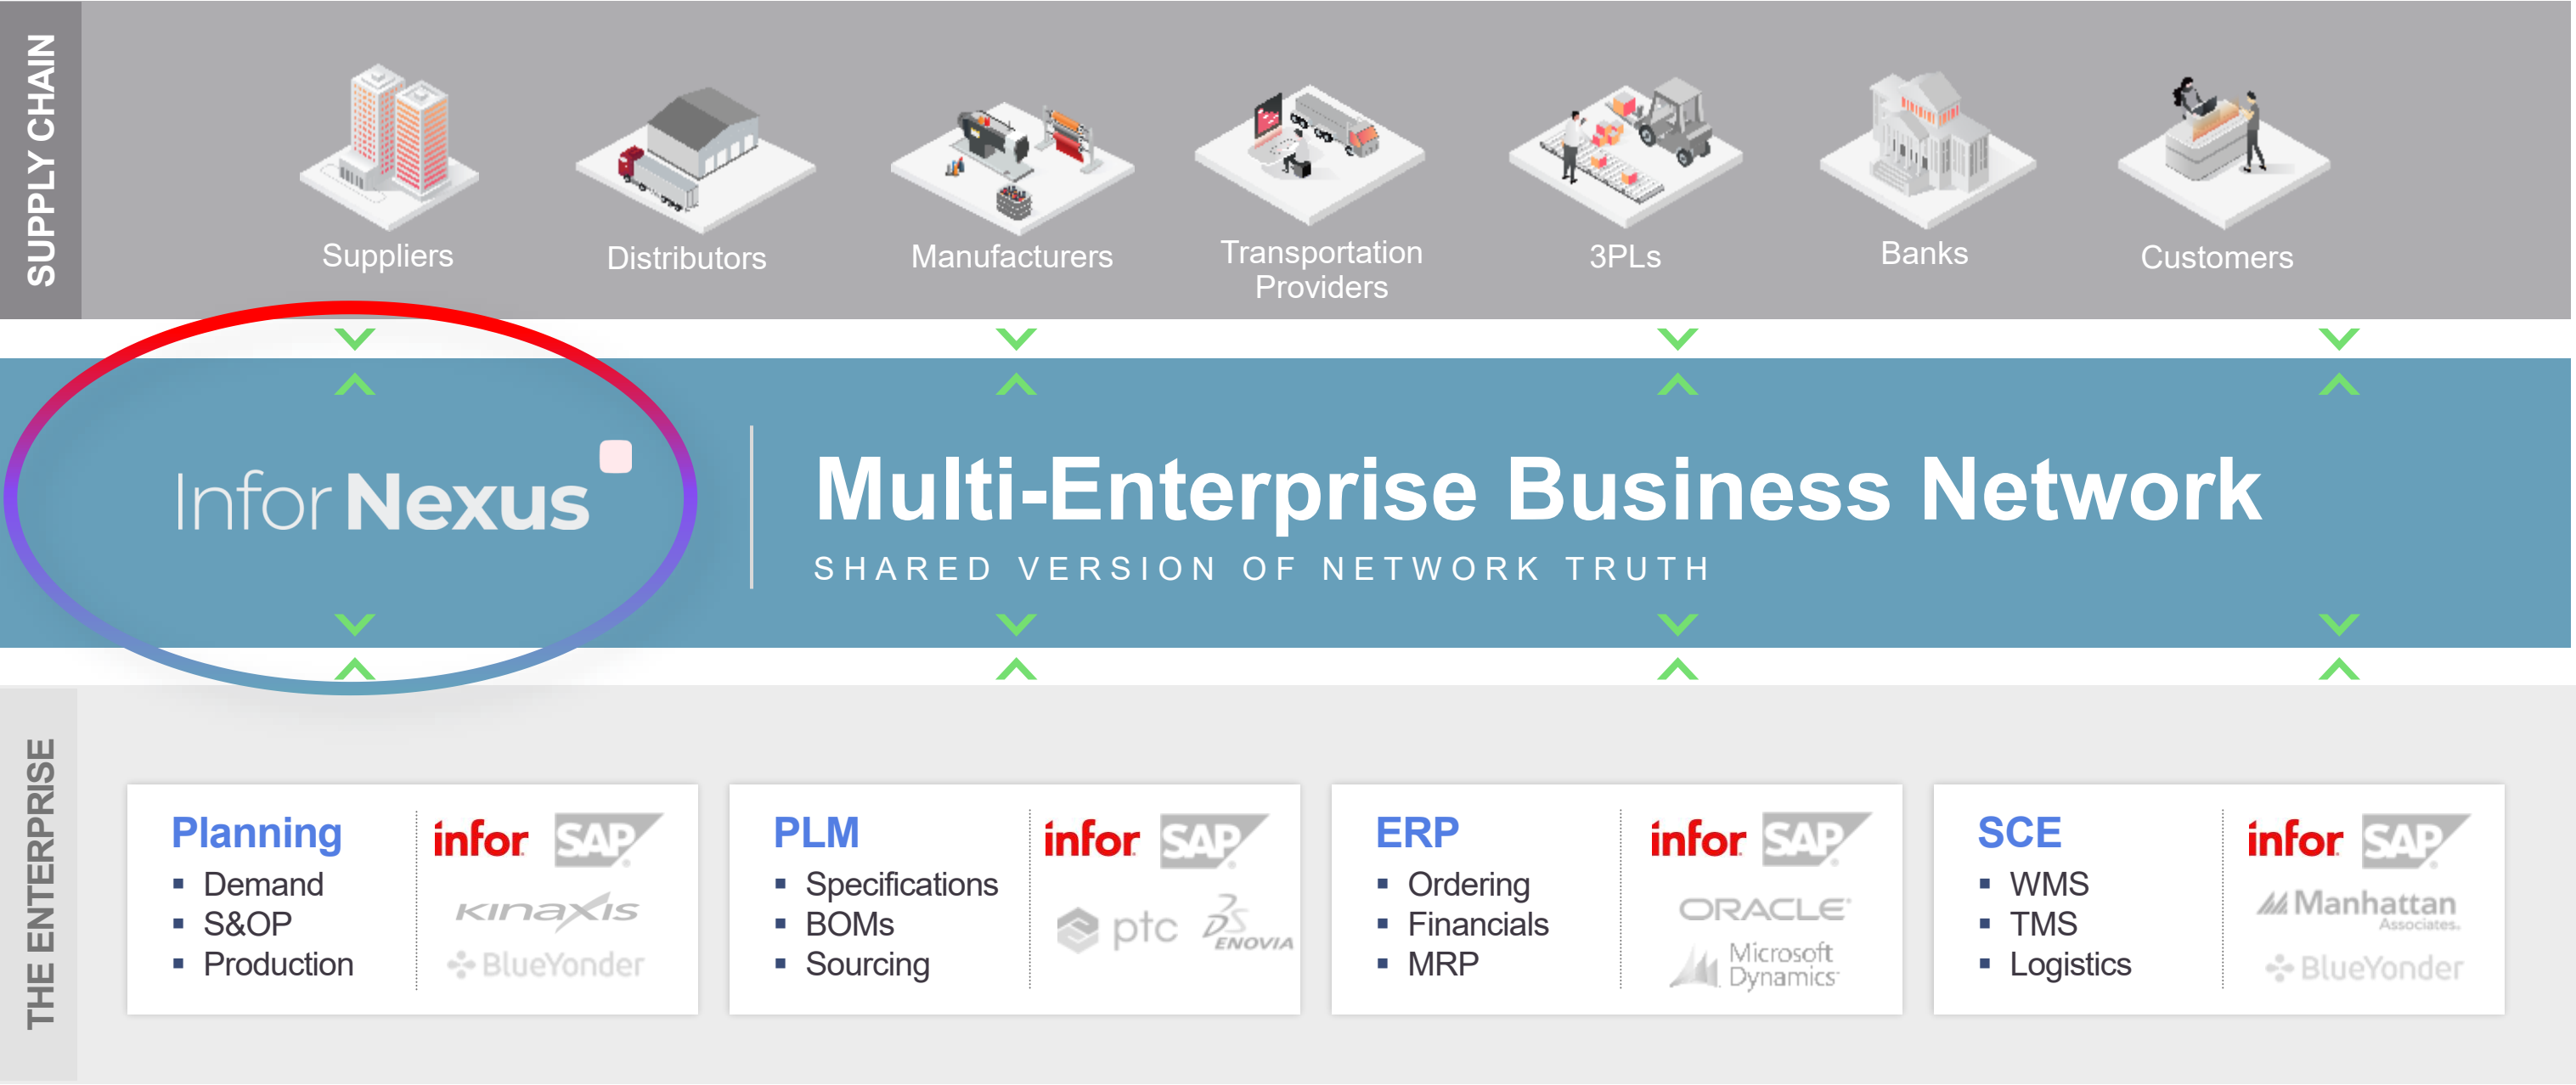 SUPPLY CHAIN
Suppliers
Distributors
Manufacturers
Transportation
Providers
3PLs
Banks
Customers
Infor Nexus
Multi-Enterprise Business Network
SHARED VERSION OF NETWORK TRUTH
THE ENTERPRISE
Planning
▪ Demand
▪ S&OP
▪ Production
infor
SAP
KINAXIS
BlueYonder
PLM
▪ Specifications
▪ BOMs
▪ Sourcing
infor
SAP
ptc
3DS
ENOVIA
ERP
▪ Ordering
▪ Financials
▪ MRP
infor
SAP
ORACLE
Microsoft
Dynamics
SCE
▪ WMS
▪ TMS
▪ Logistics
infor
SAP
Manhattan
Associates.
BlueYonder